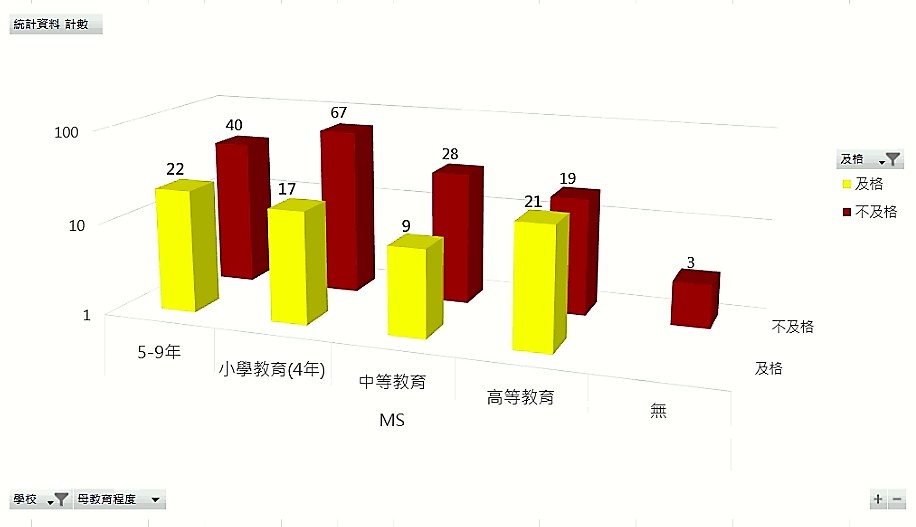 統計資料 計數
67
40
28
22
17
19
21
9
3
100
10
1
及格
及格
不及格
不及格
及格
5-9年
小學教育(4年)
中等教育
高等教育
無
MS
學校 母教育程度
+ −